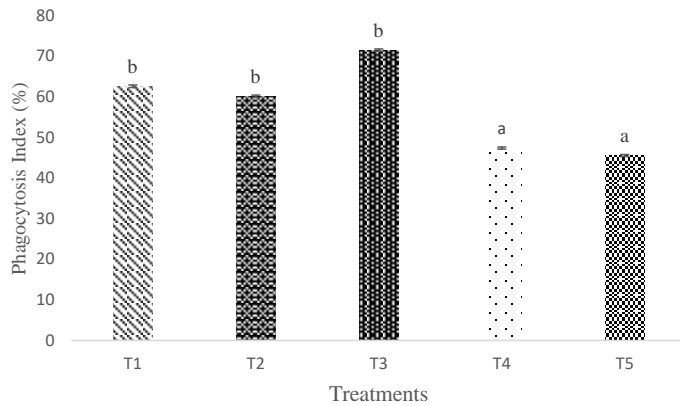 80
70
60
50
40
30
20
10
0
Phagocytosis Index (%)
b
b
b
a
a
T1 T2 T3 T4 T5
Treatments